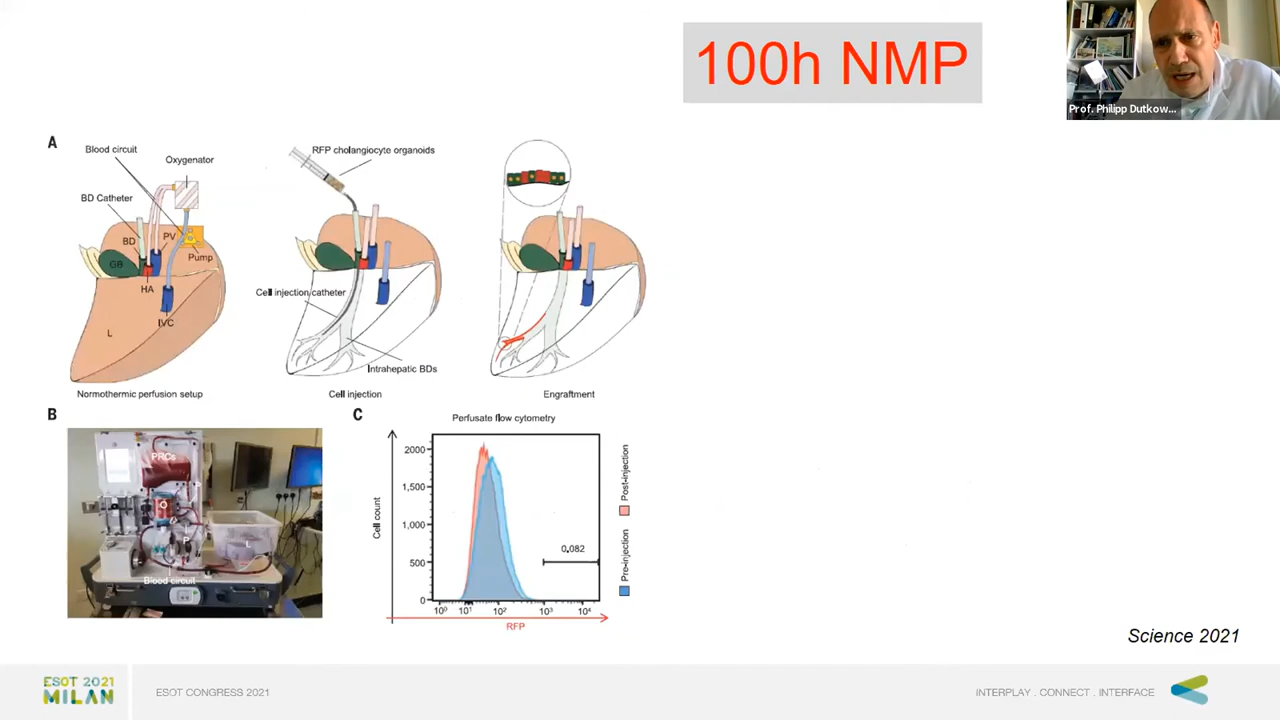 100h NMP
Prof. Philipp Dutkow...
A
Blood circuit
Oxygenator
BD Catheter
BD
PV
GB
Pump
HA
IVC
L
Normothermic perfusion setup
RFP cholangiocyte organoids
Cell injection catheter
Intrahepatic BDs
Cell injection
Engraftment
B
PRCs
O
P
L
Blood circuit
C
Perfusate flow cytometry
Cell count
2000
1,500
1,000
500
0
10⁰
10¹
10²
10³
10⁴
RFP
0.082
Post-injection
Pre-injection
Science 2021
ESOT 2021
MILAN
ESOT CONGRESS 2021
INTERPLAY . CONNECT . INTERFACE